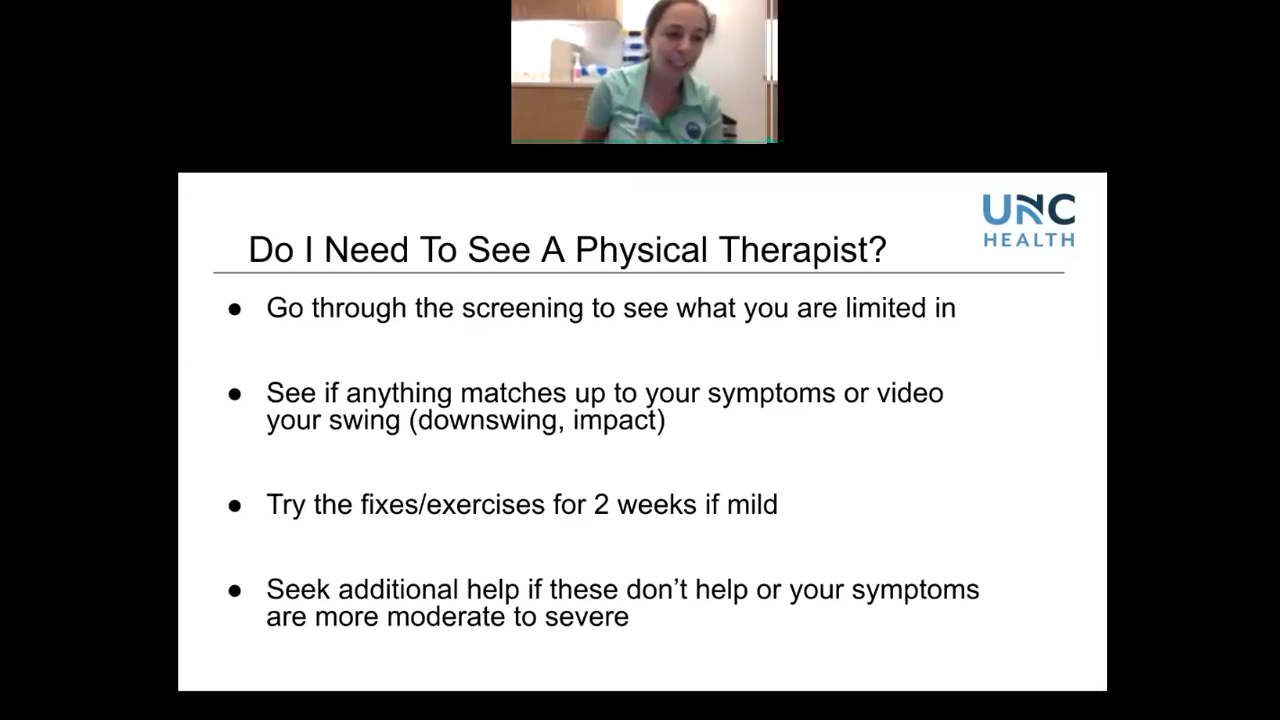 UNC
HEALTH
Do I Need To See A Physical Therapist?
● Go through the screening to see what you are limited in
● See if anything matches up to your symptoms or video
your swing (downswing, impact)
● Try the fixes/exercises for 2 weeks if mild
● Seek additional help if these don’t help or your symptoms
are more moderate to severe